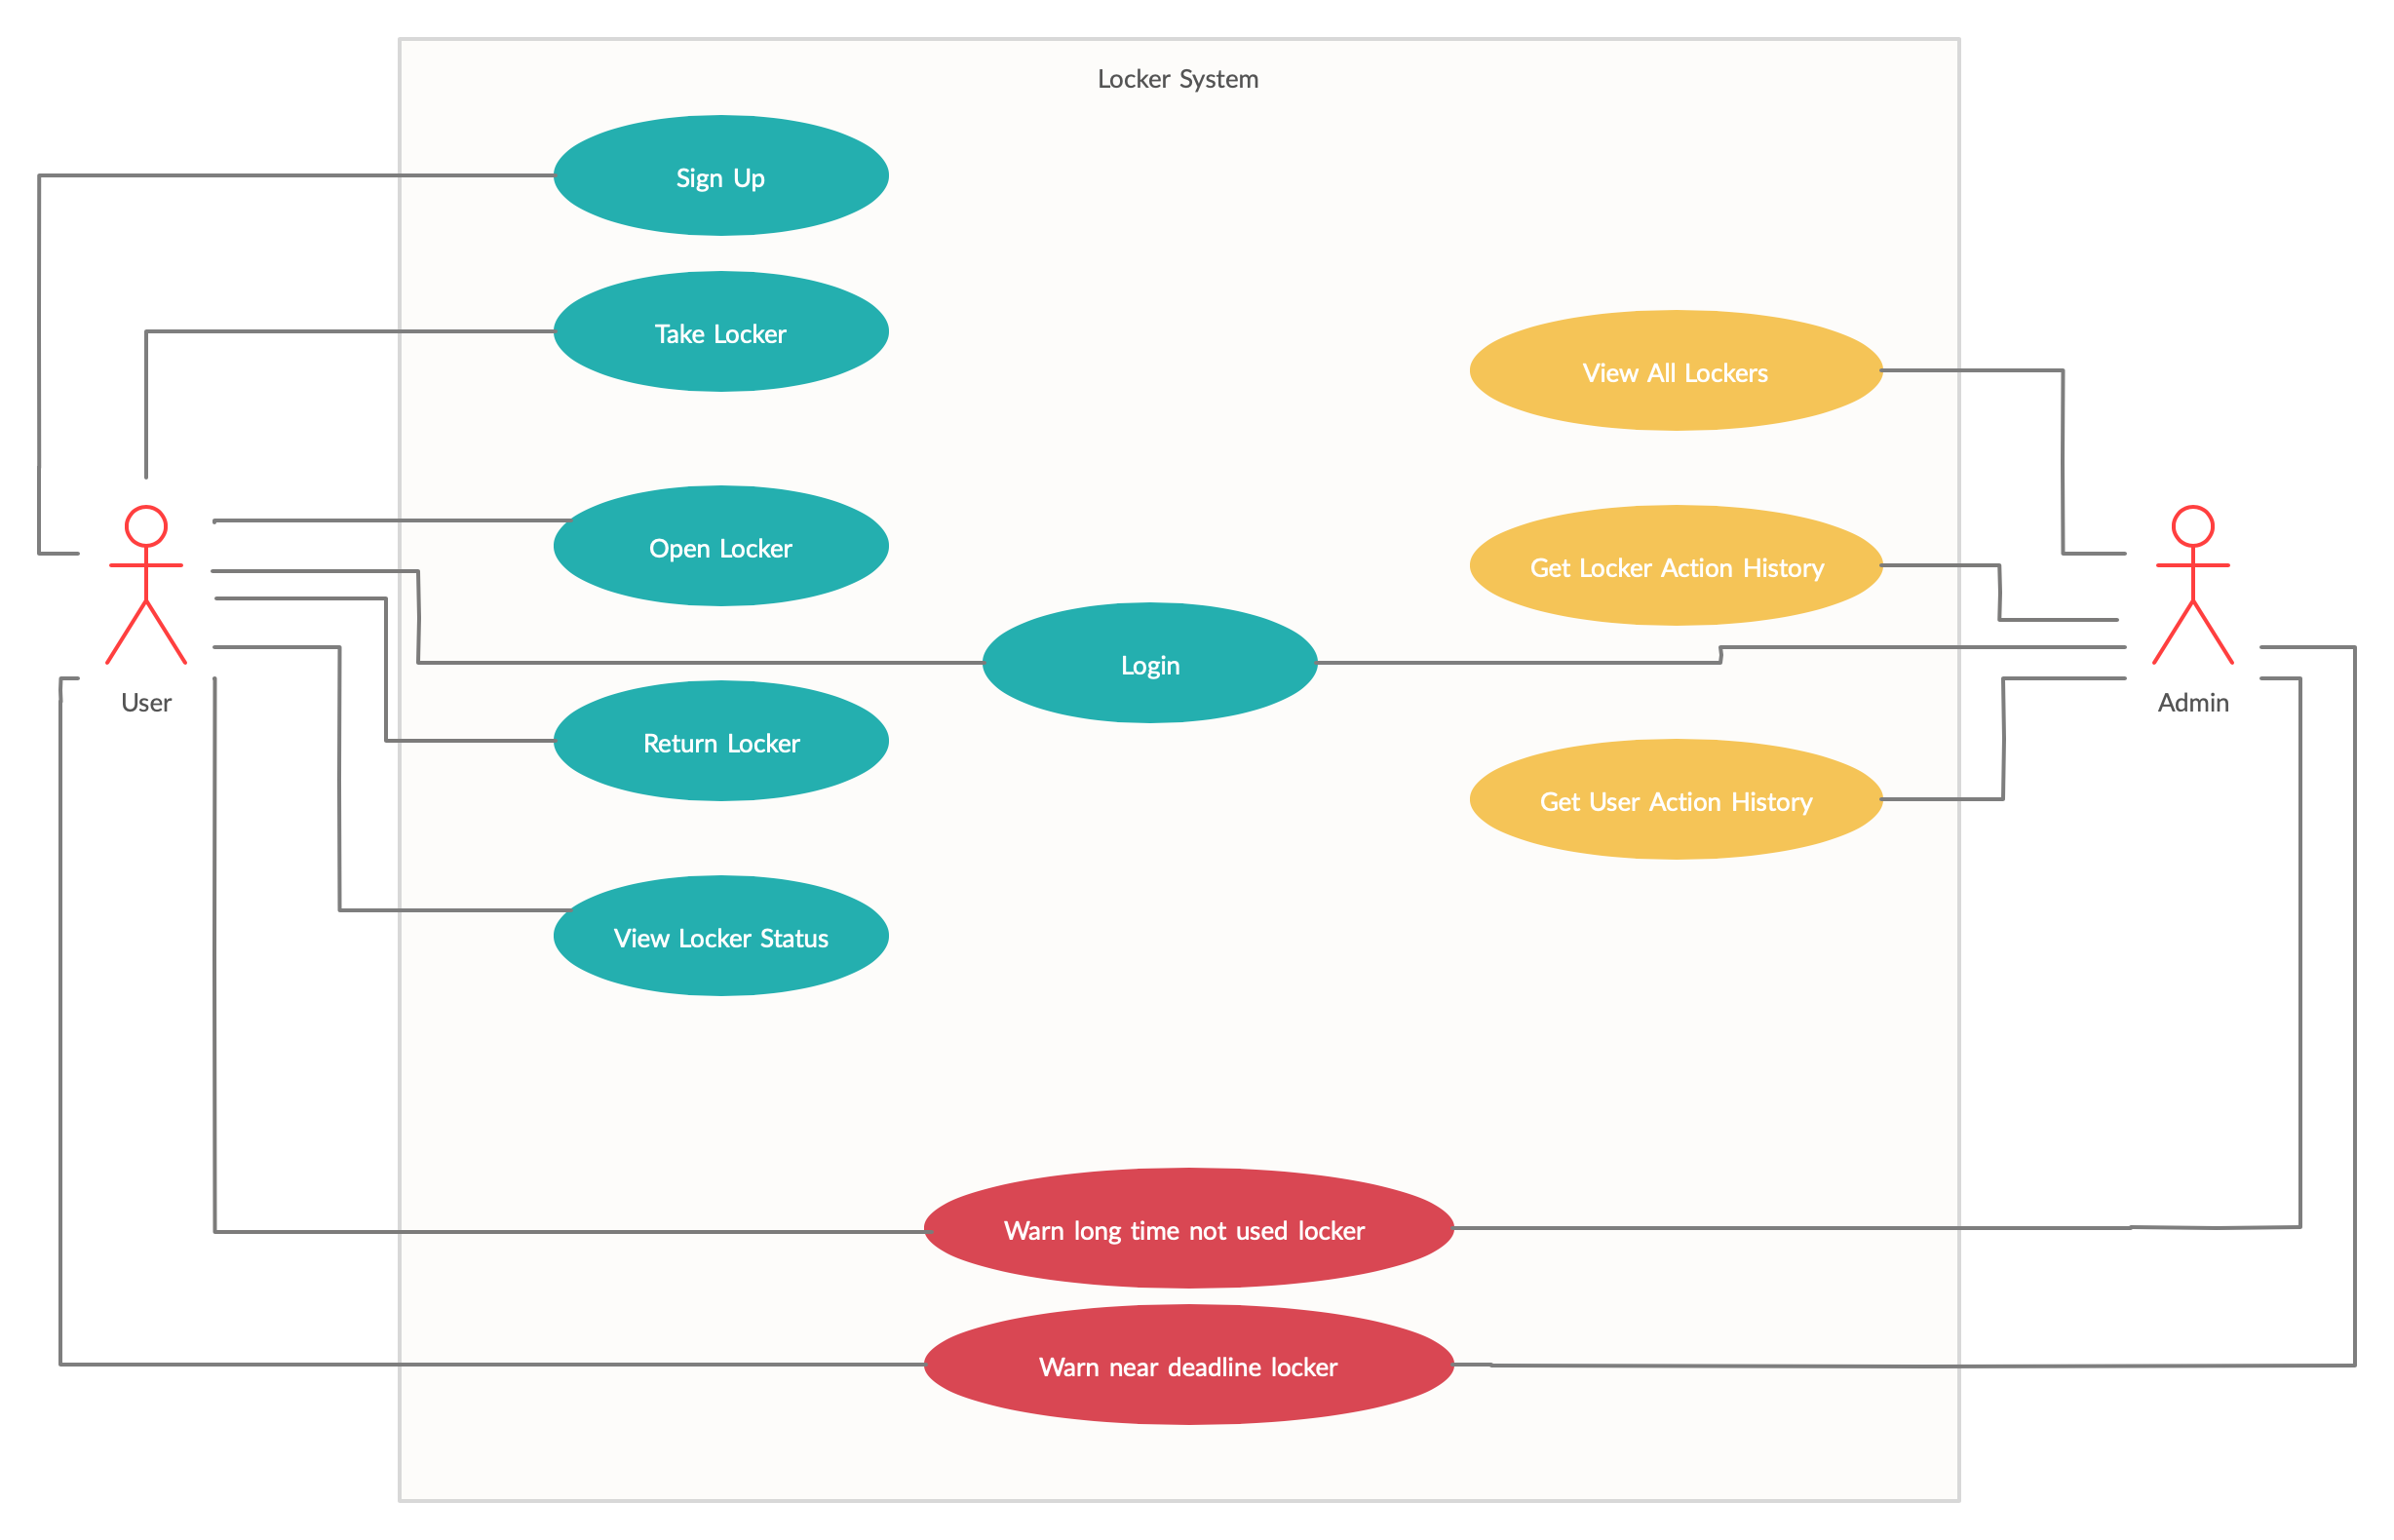 Locker System
Sign Up
Take Locker
View All Lockers
Open Locker
Get Locker Action History
Login
User
Admin
Return Locker
Get User Action History
View Locker Status
Warn long time not used locker
Warn near deadline locker